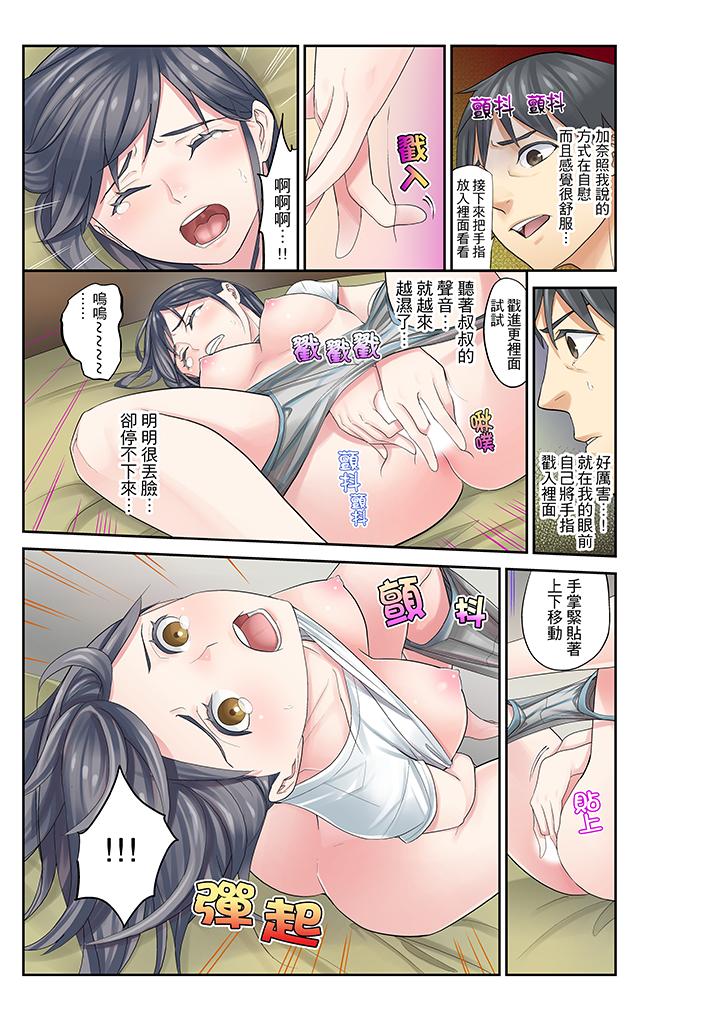 加奈照我說的
方式在自慰
而且感覺很舒服…
顫抖 顫抖
接下來把手指
放入裡面看看
戳入
啊啊啊…!!
好厲害…!
就在我的眼前
自己將手指
戳入裡面
戳進更裡面
試試
聽著叔叔的
聲音…
就越來
越濕了…
戳戳戳
啾噗
顫抖顫抖
嗚嗚~~~~
……
明明很丟臉…
卻停不下來…
手掌緊貼著
上下移動
貼上
顫抖
!!!
彈起